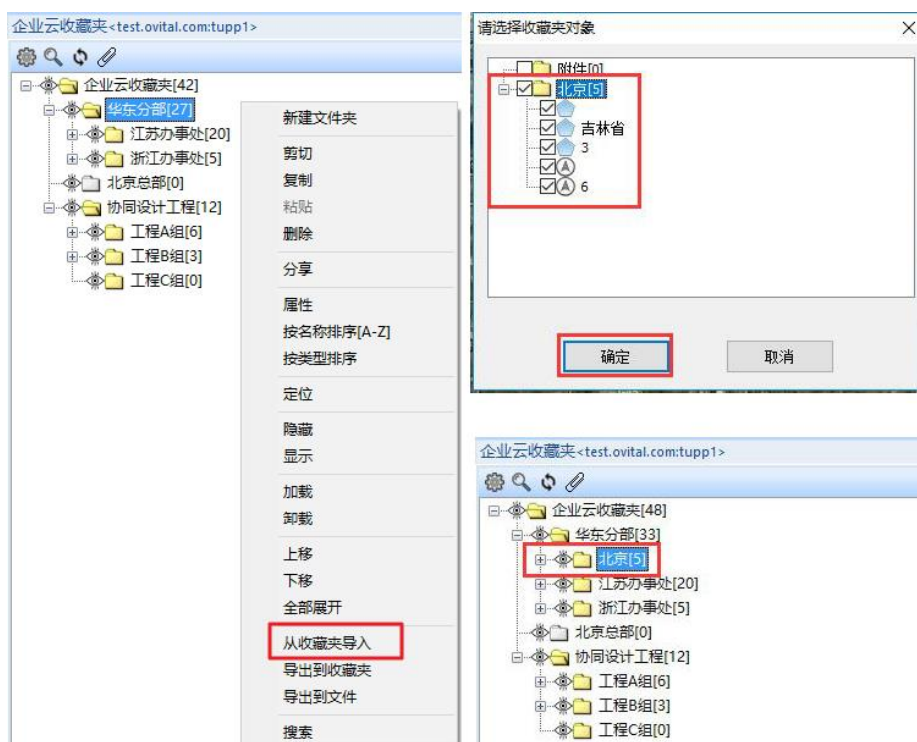 企业云收藏夹<test.ovital.com:tupp1>
企业云收藏夹[42]
华东分部[27]
江苏办事处[20]
浙江办事处[5]
北京总部[0]
协同设计工程[12]
工程A组[6]
工程B组[3]
工程C组[0]
新建文件夹
剪切
复制
粘贴
删除
分享
属性
按名称排序[A-Z]
按类型排序
定位
隐藏
显示
加载
卸载
上移
下移
全部展开
从收藏夹导入
导出到收藏夹
导出到文件
搜索
请选择收藏夹对象
附件[0]
北京[5]
吉林省
3
A
A 6
确定
取消
企业云收藏夹<test.ovital.com:tupp1>
企业云收藏夹[48]
华东分部[33]
北京[5]
江苏办事处[20]
浙江办事处[5]
北京总部[0]
协同设计工程[12]
工程A组[6]
工程B组[3]
工程C组[0]